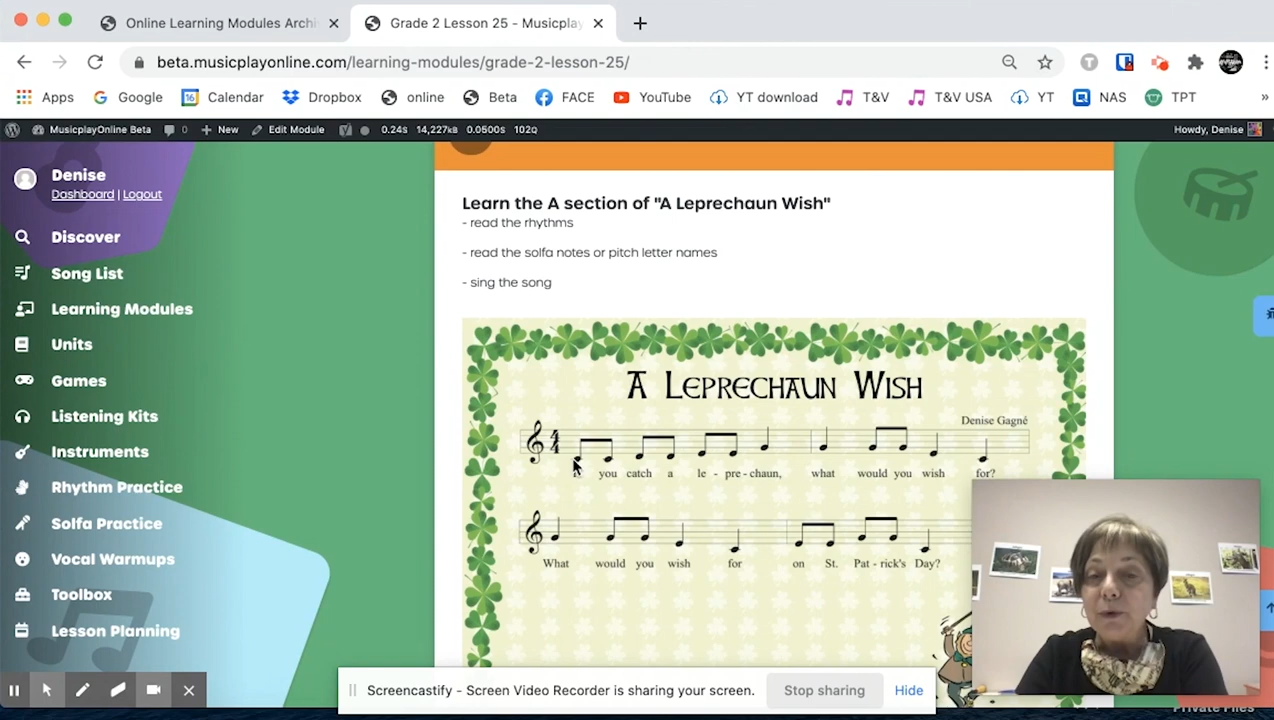 Online Learning Modules Archi
Grade 2 Lesson 25 - Musicplay
beta.musicplayonline.com/learning-modules/grade-2-lesson-25/
Apps Google Calendar Dropbox online Beta FACE YouTube YT download T&V T&V USA YT NAS TPT »
MusicplayOnline Beta New Edit Module 0.24s 14,227kB 0.0500s 102Q Howdy, Denise
Denise
Dashboard | Logout
Discover
Song List
Learning Modules
Units
Games
Listening Kits
Instruments
Rhythm Practice
Solfa Practice
Vocal Warmups
Toolbox
Lesson Planning
Learn the A section of "A Leprechaun Wish"
- read the rhythms
- read the solfa notes or pitch letter names
- sing the song
A Leprechaun Wish
Denise Gagné
4
4
you catch a le - pre - chaun, what would you wish for?
What would you wish for on St. Pat - rick's Day?
Screencastify - Screen Video Recorder is sharing your screen.
Stop sharing
Hide
Private Files